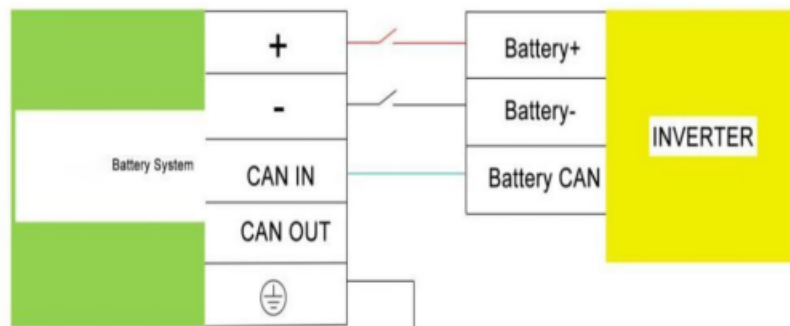 +
Battery+
-
Battery-
INVERTER
Battery System
CAN IN
Battery CAN
CAN OUT